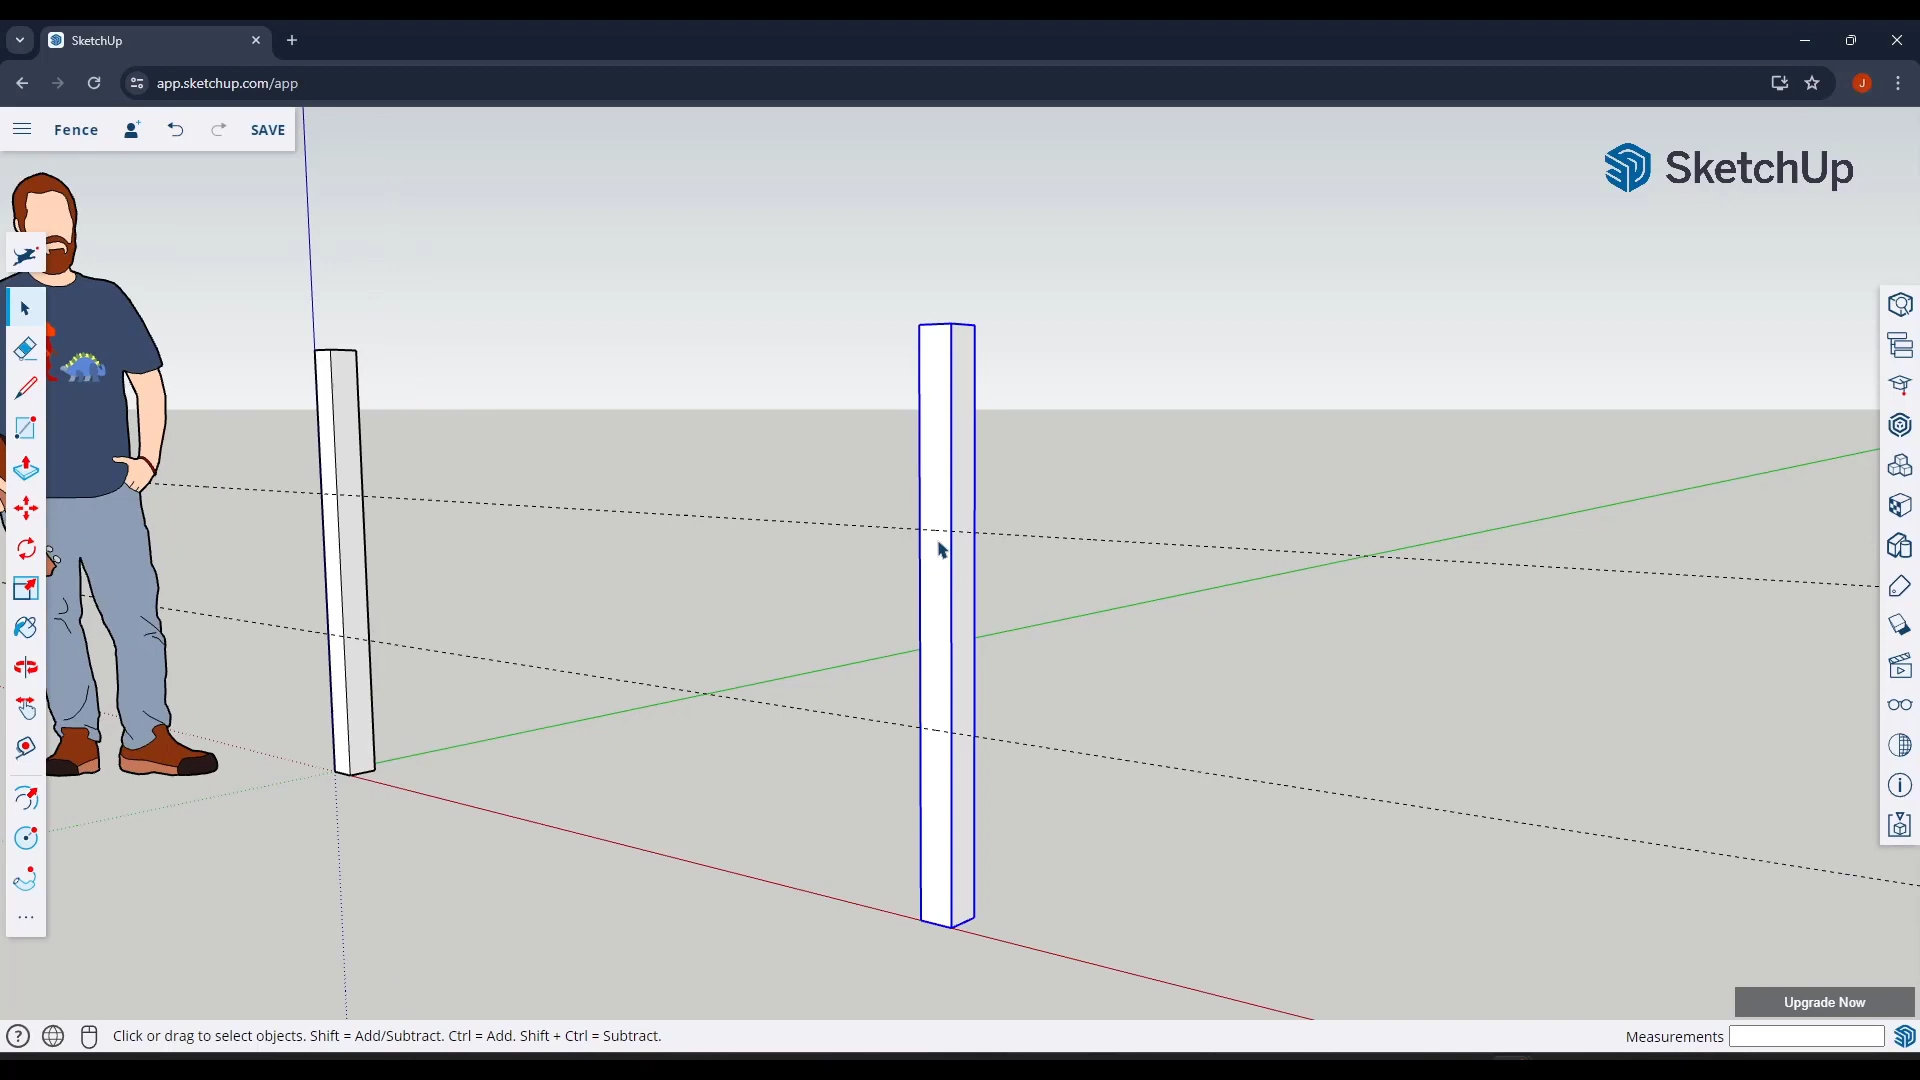 SketchUp
app.sketchup.com/app
J
Fence
SAVE
SketchUp
Upgrade Now
Click or drag to select objects. Shift = Add/Subtract. Ctrl = Add. Shift + Ctrl = Subtract.
Measurements